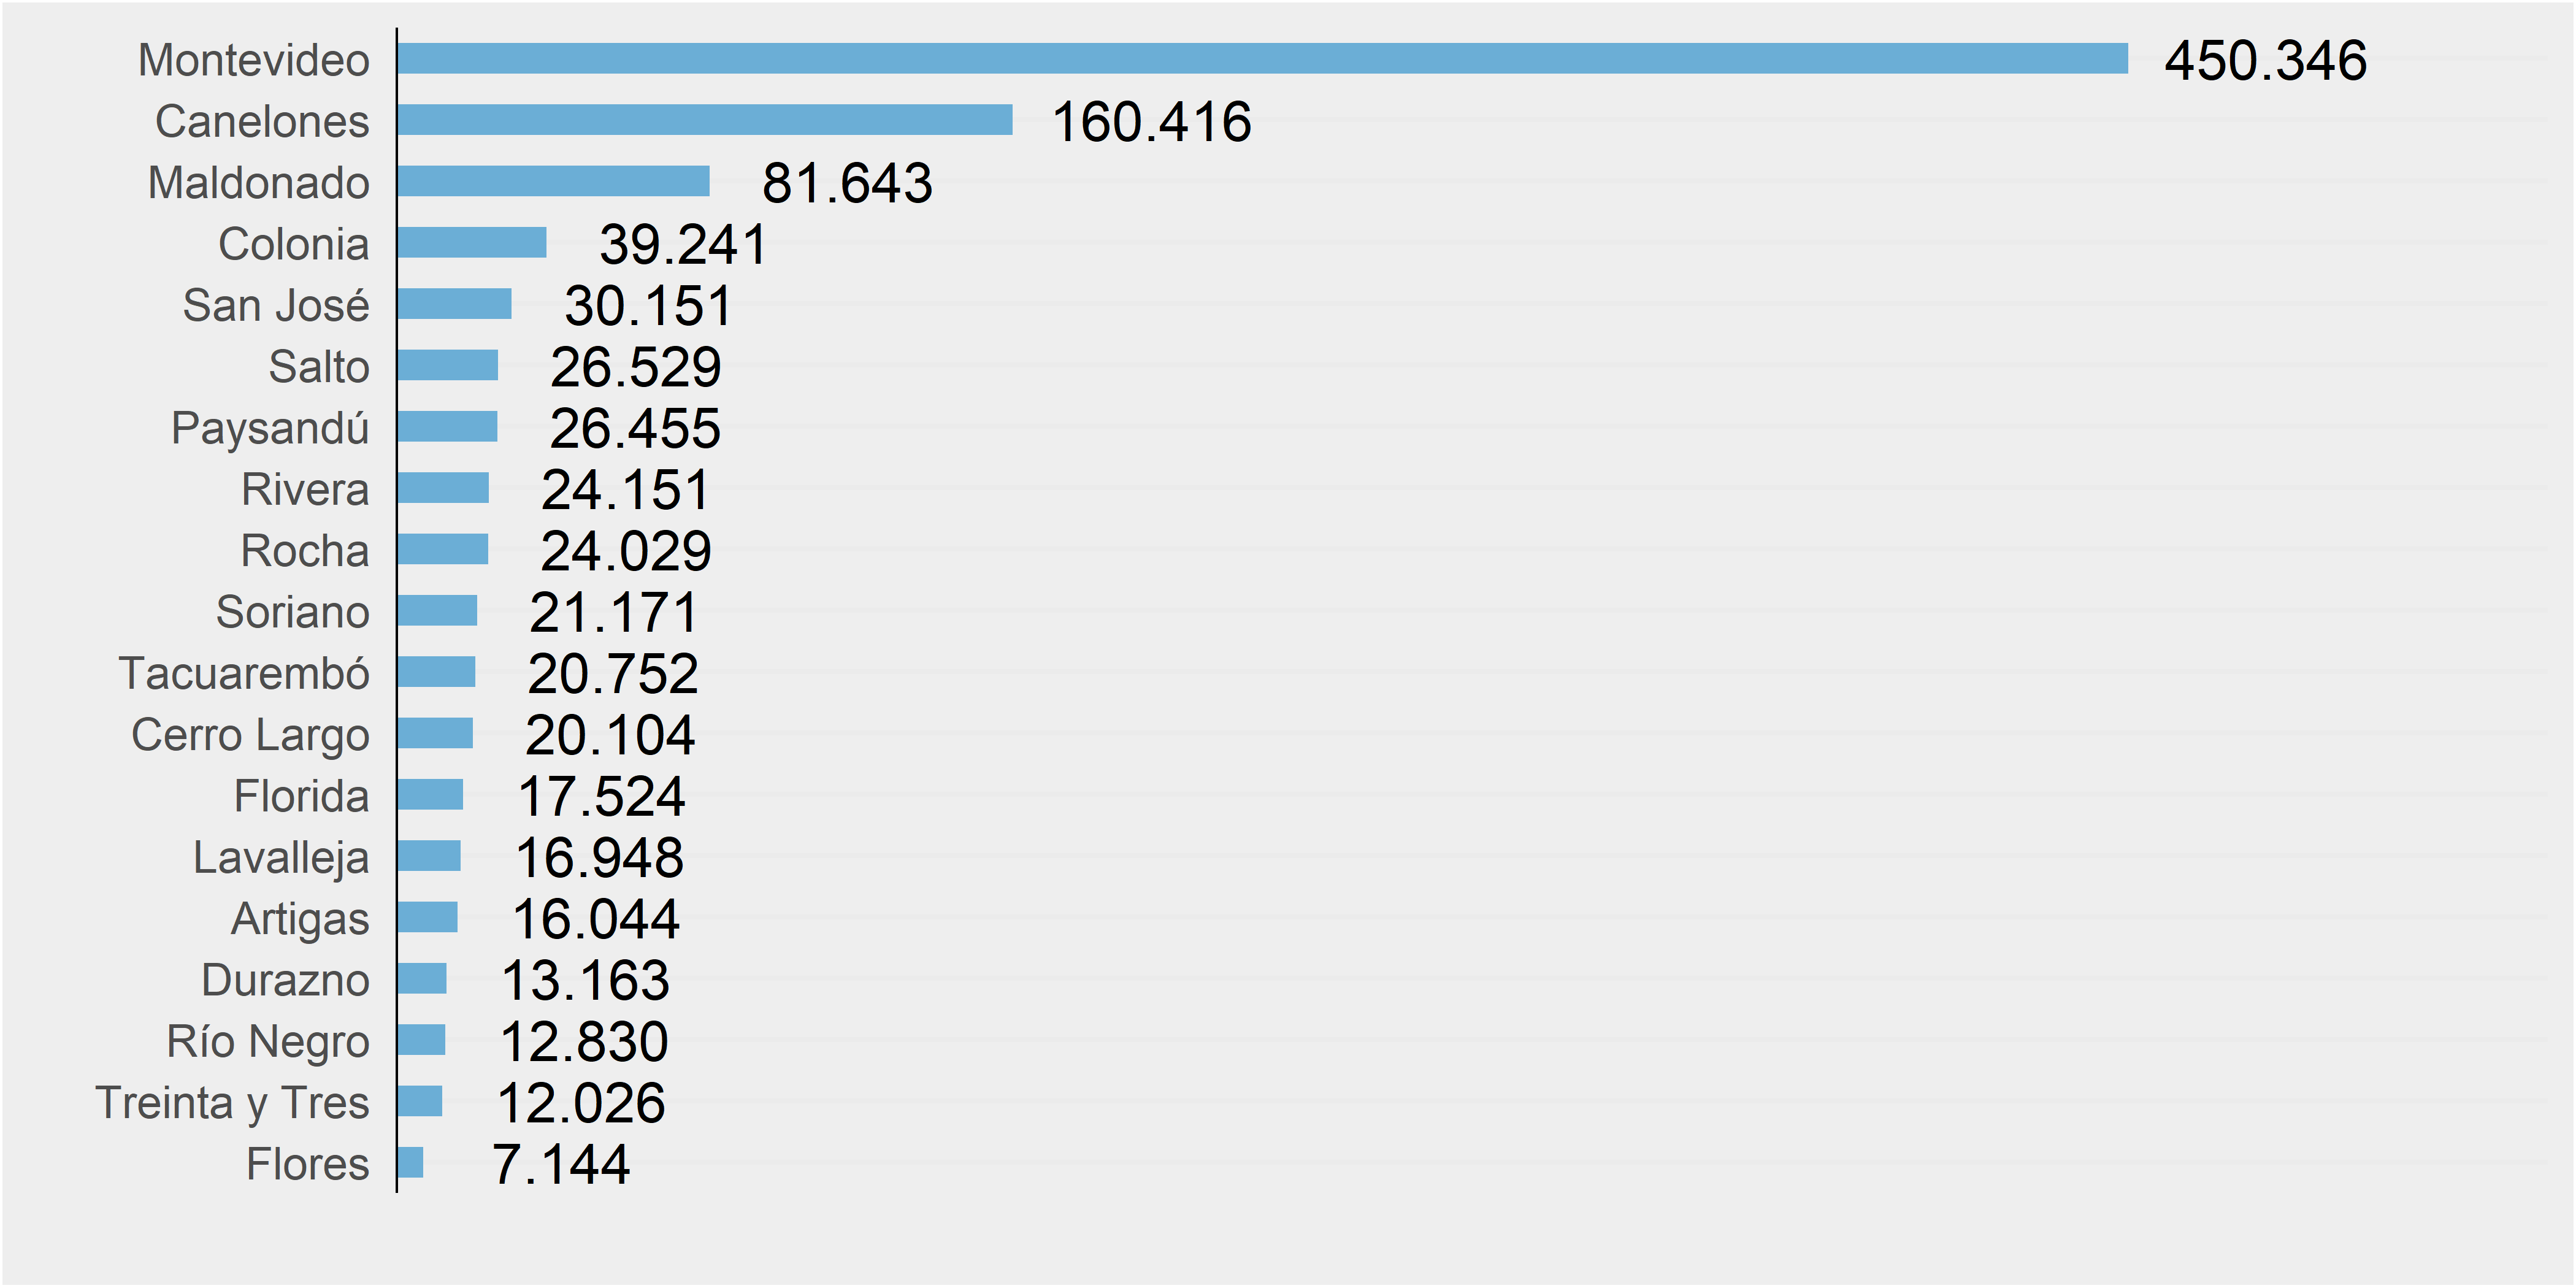 Montevideo 450.346
Canelones 160.416
Maldonado 81.643
Colonia 39.241
San José 30.151
Salto 26.529
Paysandú 26.455
Rivera 24.151
Rocha 24.029
Soriano 21.171
Tacuarembó 20.752
Cerro Largo 20.104
Florida 17.524
Lavalleja 16.948
Artigas 16.044
Durazno 13.163
Río Negro 12.830
Treinta y Tres 12.026
Flores 7.144